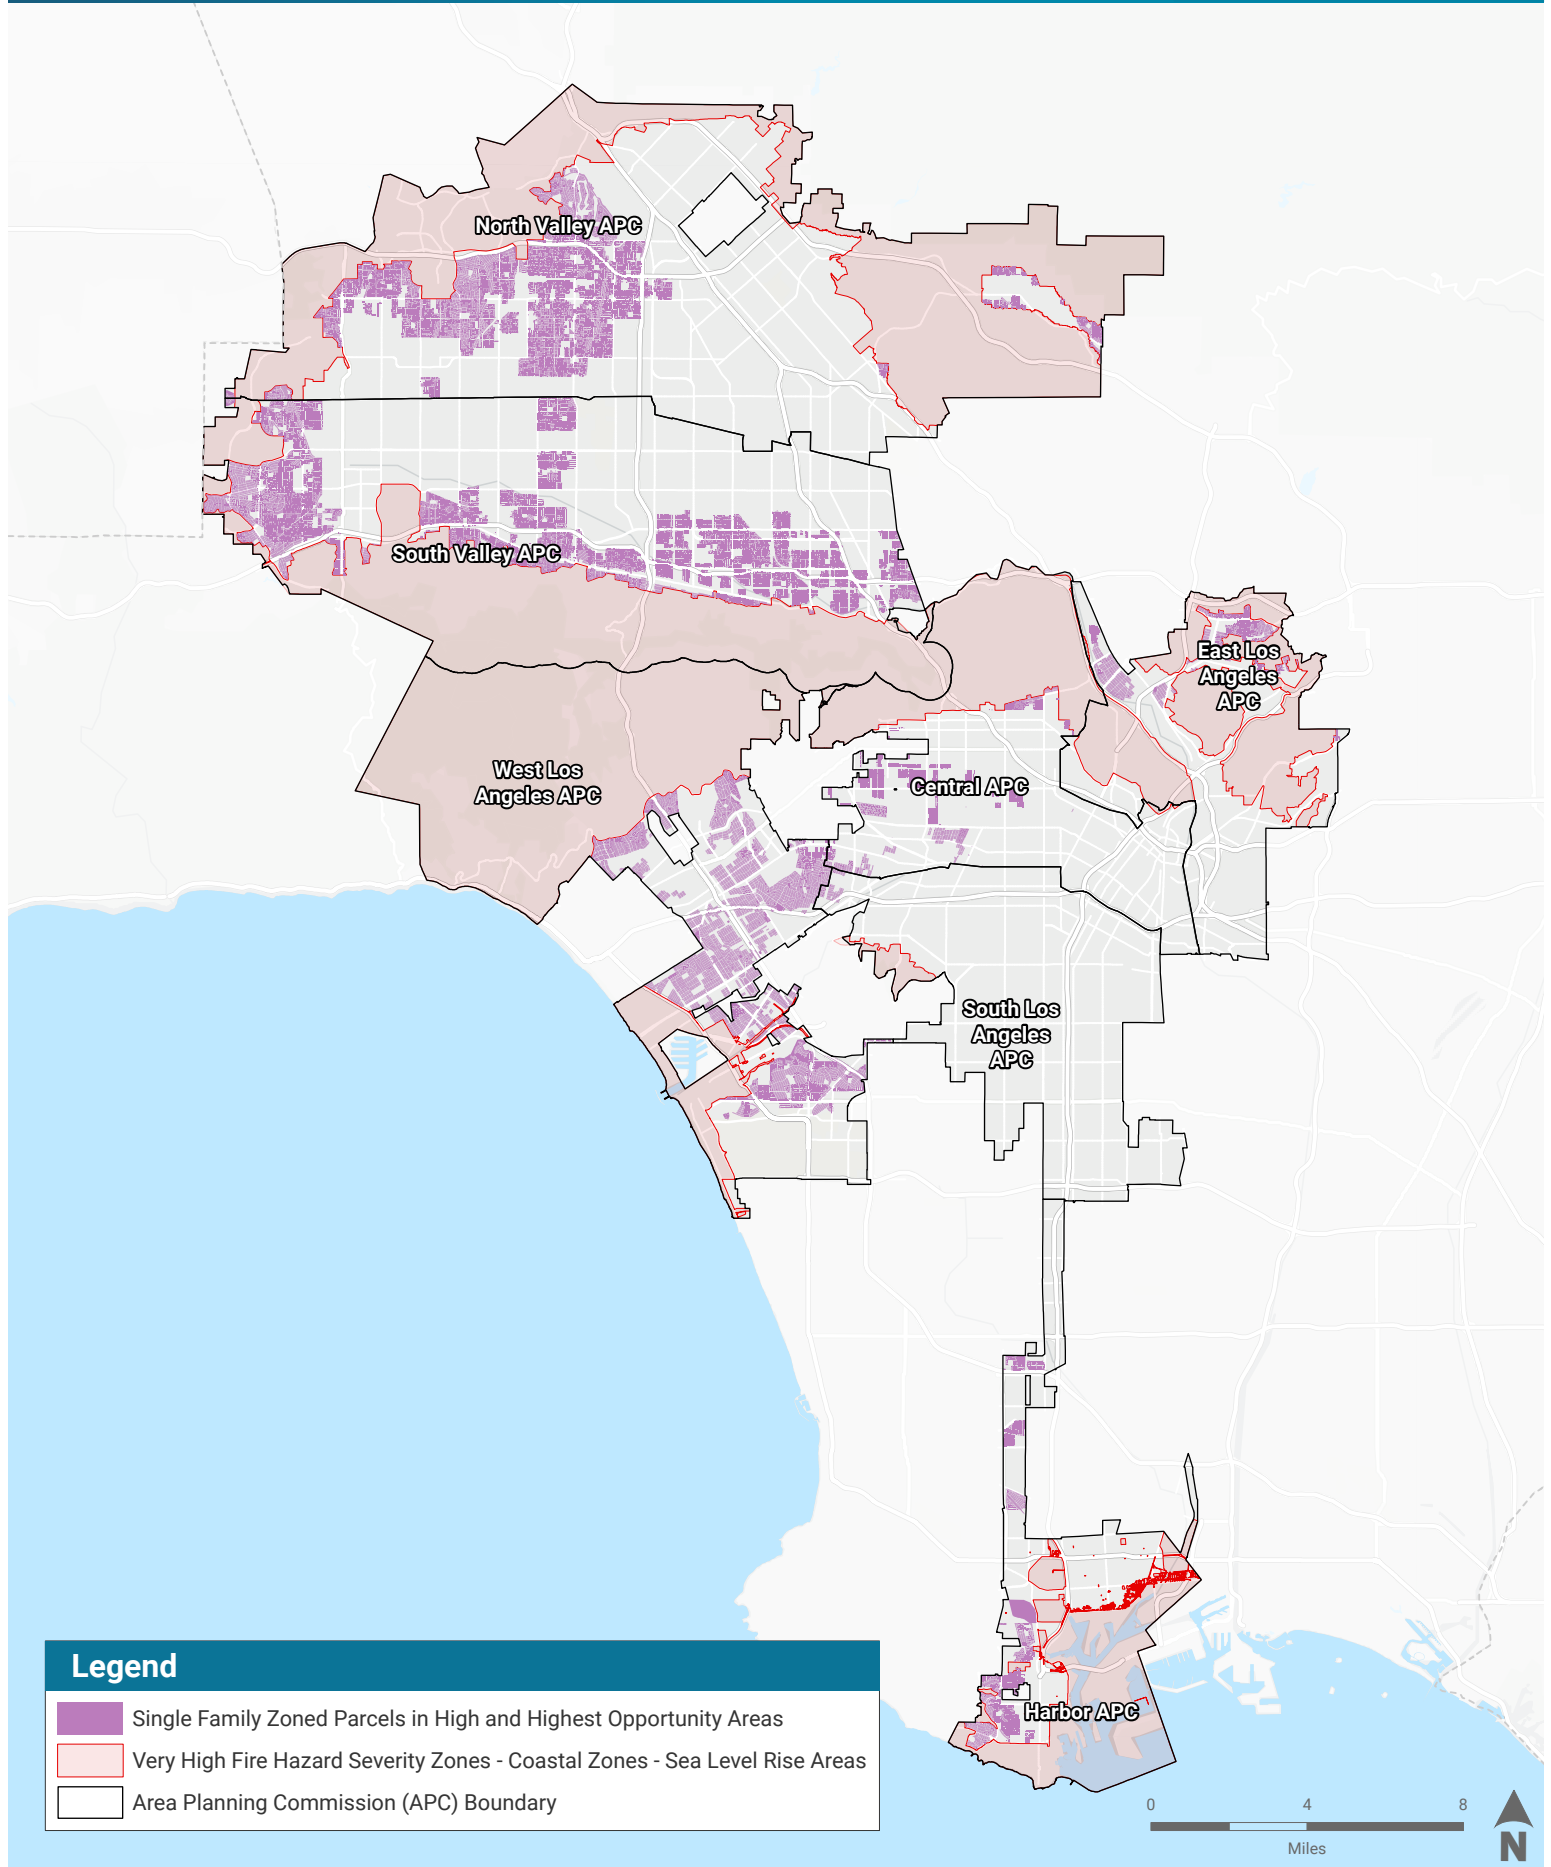 North Valley APC
South Valley APC
East Los
Angeles
APC
West Los
Angeles APC
Central APC
South Los
Angeles
APC
Harbor APC
Legend
Single Family Zoned Parcels in High and Highest Opportunity Areas
Very High Fire Hazard Severity Zones - Coastal Zones - Sea Level Rise Areas
Area Planning Commission (APC) Boundary
0 4 8
Miles
N